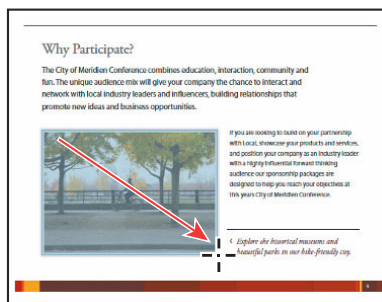 Why Participate?
The City of Meridien Conference combines education, interaction, community and
fun. The unique audience mix will give your company the chance to interact and
network with local industry leaders and influencers, building relationships that
promote new ideas and business opportunities.
If you are looking to build on your partnership
with Local, showcase your products and services,
and position your company as an industry leader
with a highly influential forward thinking
audience our sponsorship packages are
designed to help you reach your objectives at
this years City of Meridien Conference.
‹ Explore the historical museums and
beautiful parks in our bike-friendly city.